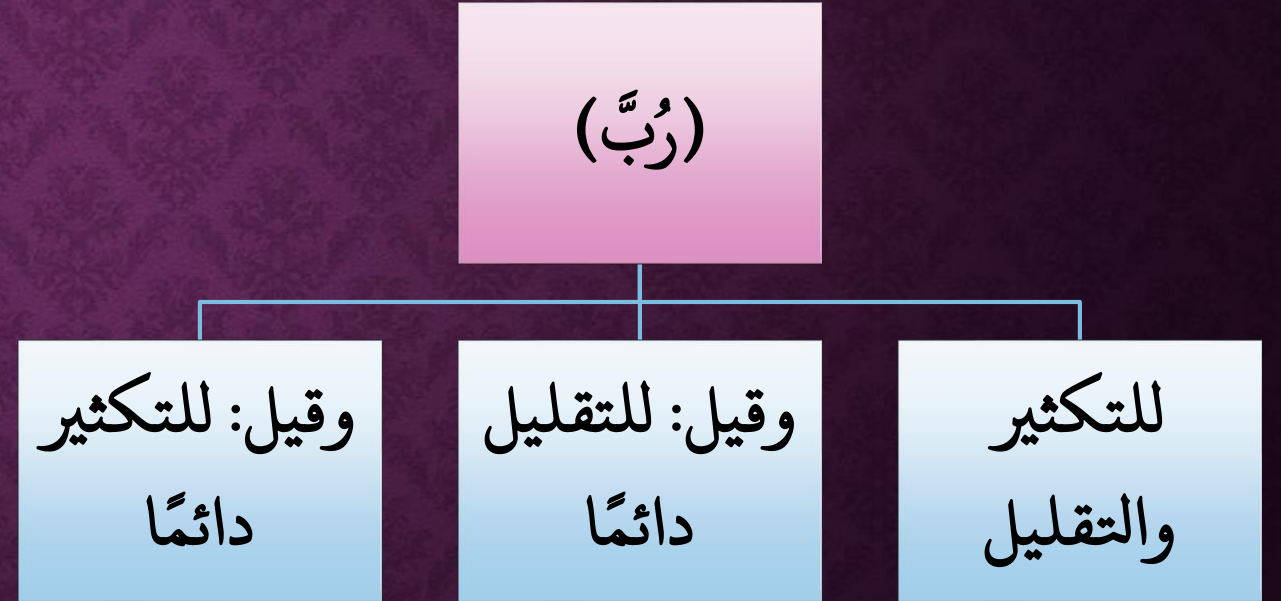 (رُبَّ)
للتكثير
والتقليل
وقيل: للتقليل
دائمًا
وقيل: للتكثير
دائمًا